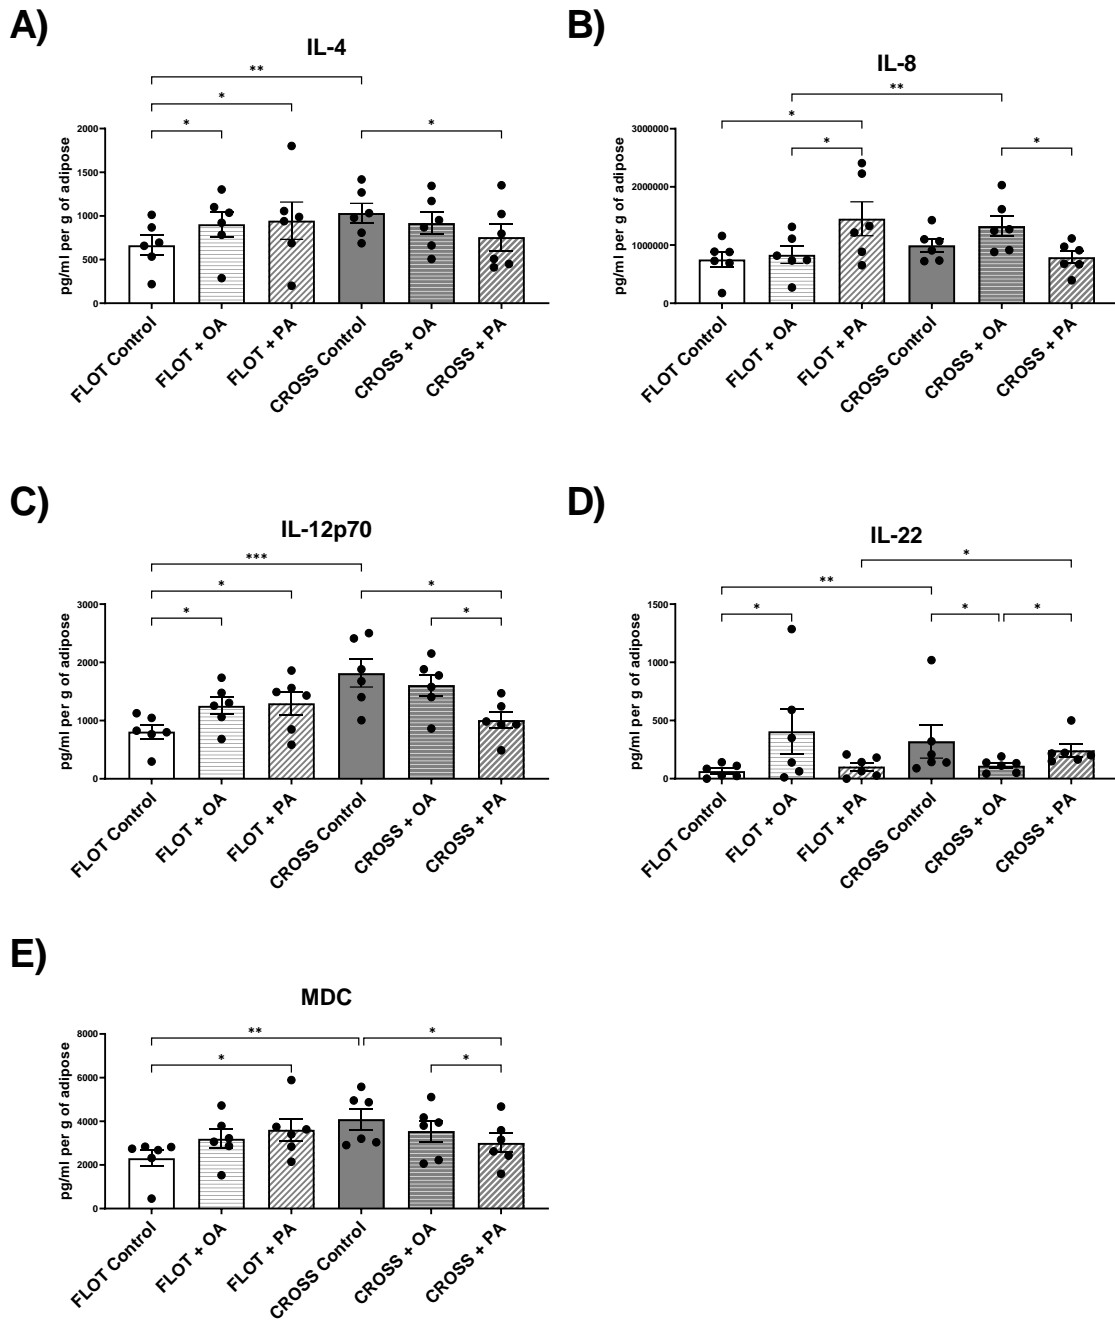 A)
IL-4
**
*
*
*
pg/ml per g of adipose
2000
1500
1000
500
0
FLOT Control
FLOT + OA
FLOT + PA
CROSS Control
CROSS + OA
CROSS + PA
B)
IL-8
**
*
*
*
pg/ml per g of adipose
3000000
2000000
1000000
0
FLOT Control
FLOT + OA
FLOT + PA
CROSS Control
CROSS + OA
CROSS + PA
C)
IL-12p70
***
*
*
*
*
pg/ml per g of adipose
3000
2000
1000
0
FLOT Control
FLOT + OA
FLOT + PA
CROSS Control
CROSS + OA
CROSS + PA
D)
IL-22
*
**
*
*
*
pg/ml per g of adipose
1500
1000
500
0
FLOT Control
FLOT + OA
FLOT + PA
CROSS Control
CROSS + OA
CROSS + PA
E)
MDC
**
*
*
*
pg/ml per g of adipose
8000
6000
4000
2000
0
FLOT Control
FLOT + OA
FLOT + PA
CROSS Control
CROSS + OA
CROSS + PA